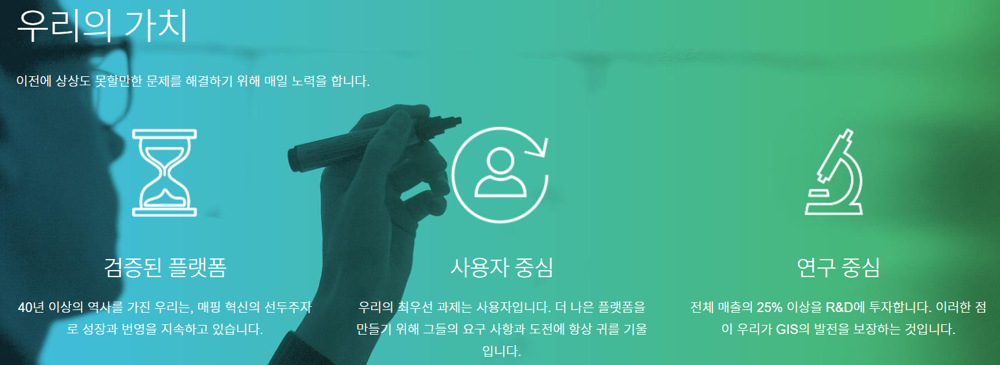 우리의 가치
이전에 상상도 못할만한 문제를 해결하기 위해 매일 노력을 합니다.
검증된 플랫폼
40년 이상의 역사를 가진 우리는, 매핑 혁신의 선두주자
로 성장과 번영을 지속하고 있습니다.
사용자 중심
우리의 최우선 과제는 사용자입니다. 더 나은 플랫폼을
만들기 위해 그들의 요구 사항과 도전에 항상 귀를 기울
입니다.
연구 중심
전체 매출의 25% 이상을 R&D에 투자합니다. 이러한 점
이 우리가 GIS의 발전을 보장하는 것입니다.